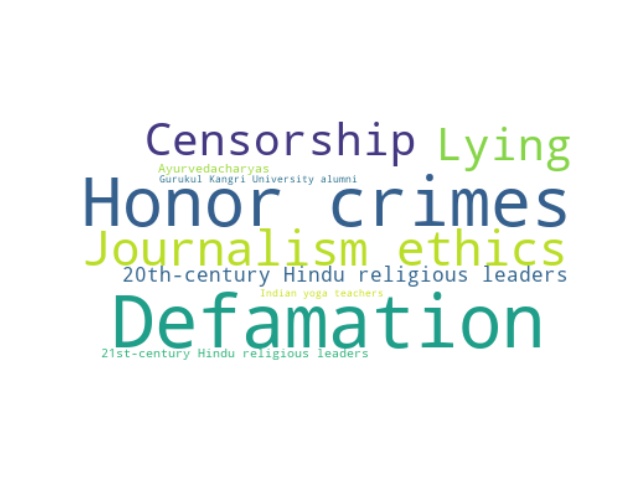 Censorship Lying
Ayurvedacharyas
Gurukul Kangri University alumni
Honor crimes
Journalism ethics
20th-century Hindu religious leaders
Indian yoga teachers
Defamation
21st-century Hindu religious leaders